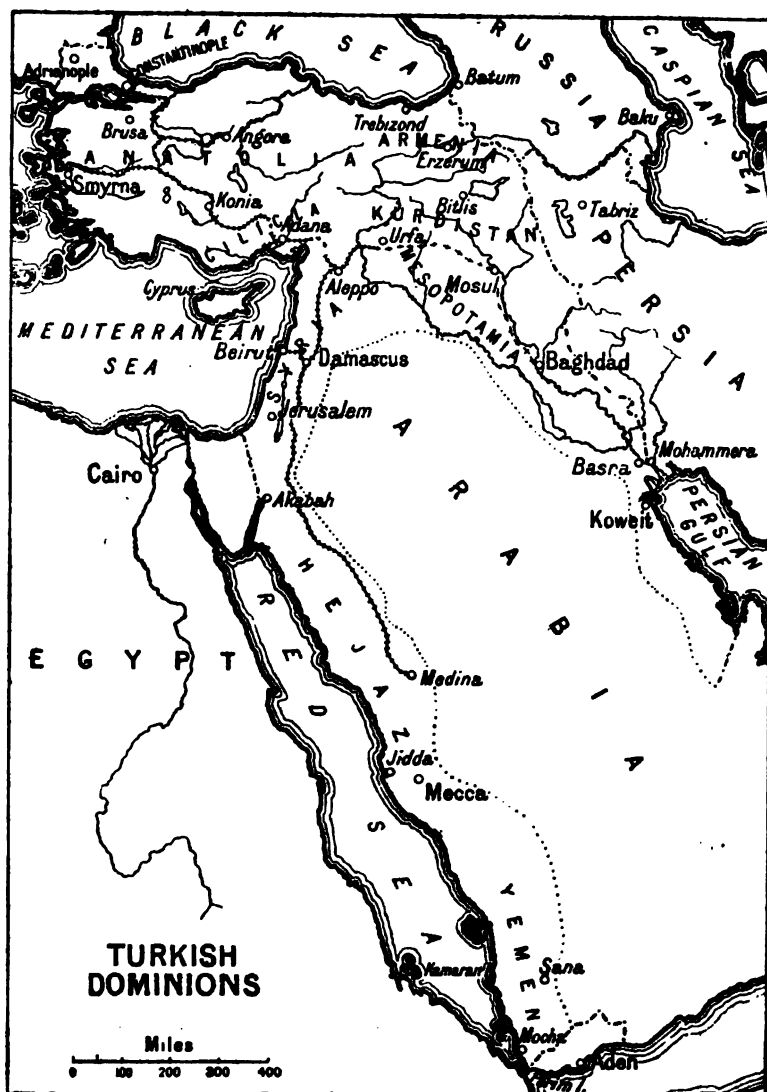 BLACK SEA
RUSSIA
CASPIAN SEA
Adrianople
CONSTANTINOPLE
Batum
Baku
Brusa
Angora
Trebizond
ARMENIA
Erzerum
ANATOLIA
Smyrna
Konia
Bitlis
Tabriz
CILICIA
Adana
KURDISTAN
Urfa
PERSIA
Cyprus
Aleppo
Mosul
MESOPOTAMIA
MEDITERRANEAN
SEA
SYRIA
Beirut
Damascus
Baghdad
Jerusalem
ARABIA
Cairo
Basra
Mohammera
Akabah
Koweit
PERSIAN
GULF
HEJAZ
RED SEA
EGYPT
Medina
Jidda
Mecca
YEMEN
Kamaran
Sana
TURKISH
DOMINIONS
Mocha
Aden
Miles
0 100 200 400